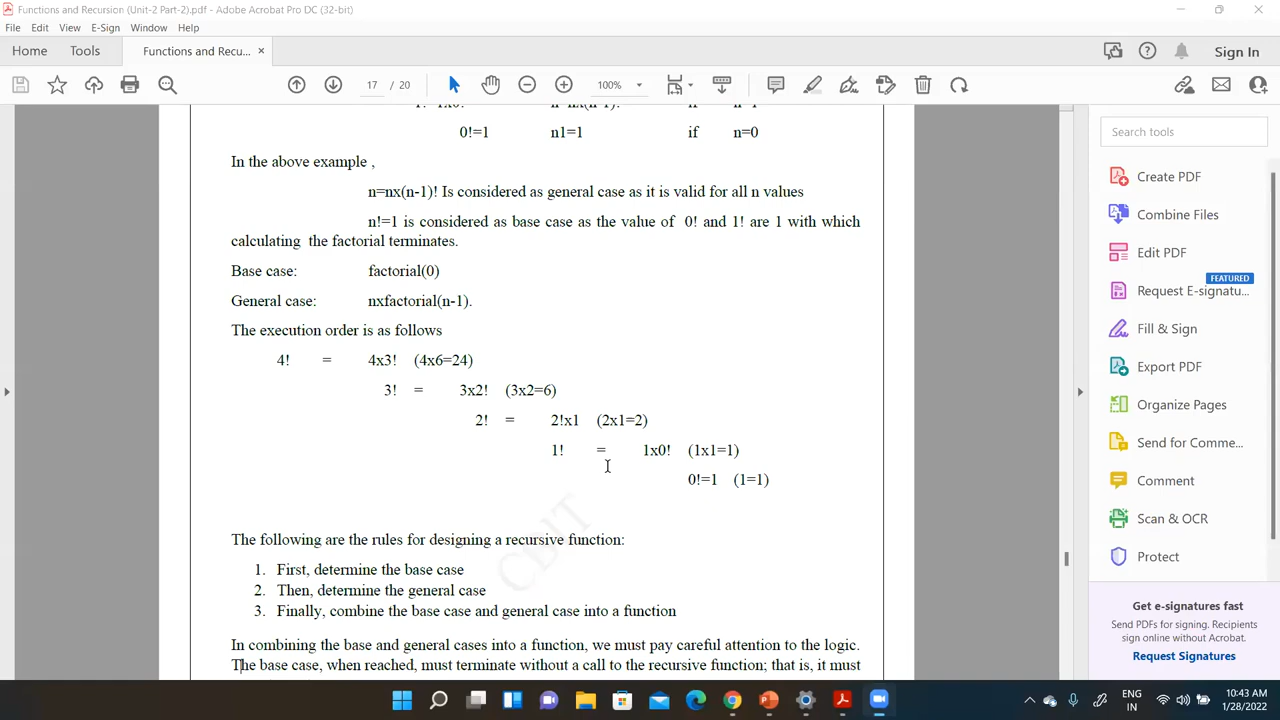 Functions and Recursion (Unit-2 Part-2).pdf - Adobe Acrobat Pro DC (32-bit)
File Edit View E-Sign Window Help
Home Tools Functions and Recu... × Sign In
17 / 20 100%
0!=1 n1=1 if n=0
In the above example ,
n=nx(n-1)! Is considered as general case as it is valid for all n values
n!=1 is considered as base case as the value of 0! and 1! are 1 with which
calculating the factorial terminates.
Base case: factorial(0)
General case: nxfactorial(n-1).
The execution order is as follows
4! = 4x3! (4x6=24)
3! = 3x2! (3x2=6)
2! = 2!x1 (2x1=2)
1! = 1x0! (1x1=1)
0!=1 (1=1)
CBIT
The following are the rules for designing a recursive function:
1. First, determine the base case
2. Then, determine the general case
3. Finally, combine the base case and general case into a function
In combining the base and general cases into a function, we must pay careful attention to the logic.
The base case, when reached, must terminate without a call to the recursive function; that is, it must
Search tools
Create PDF
Combine Files
Edit PDF
FEATURED
Request E-signatu...
Fill & Sign
Export PDF
Organize Pages
Send for Comme...
Comment
Scan & OCR
Protect
Get e-signatures fast
Send PDFs for signing. Recipients
sign online without Acrobat.
Request Signatures
ENG
IN
10:43 AM
1/28/2022